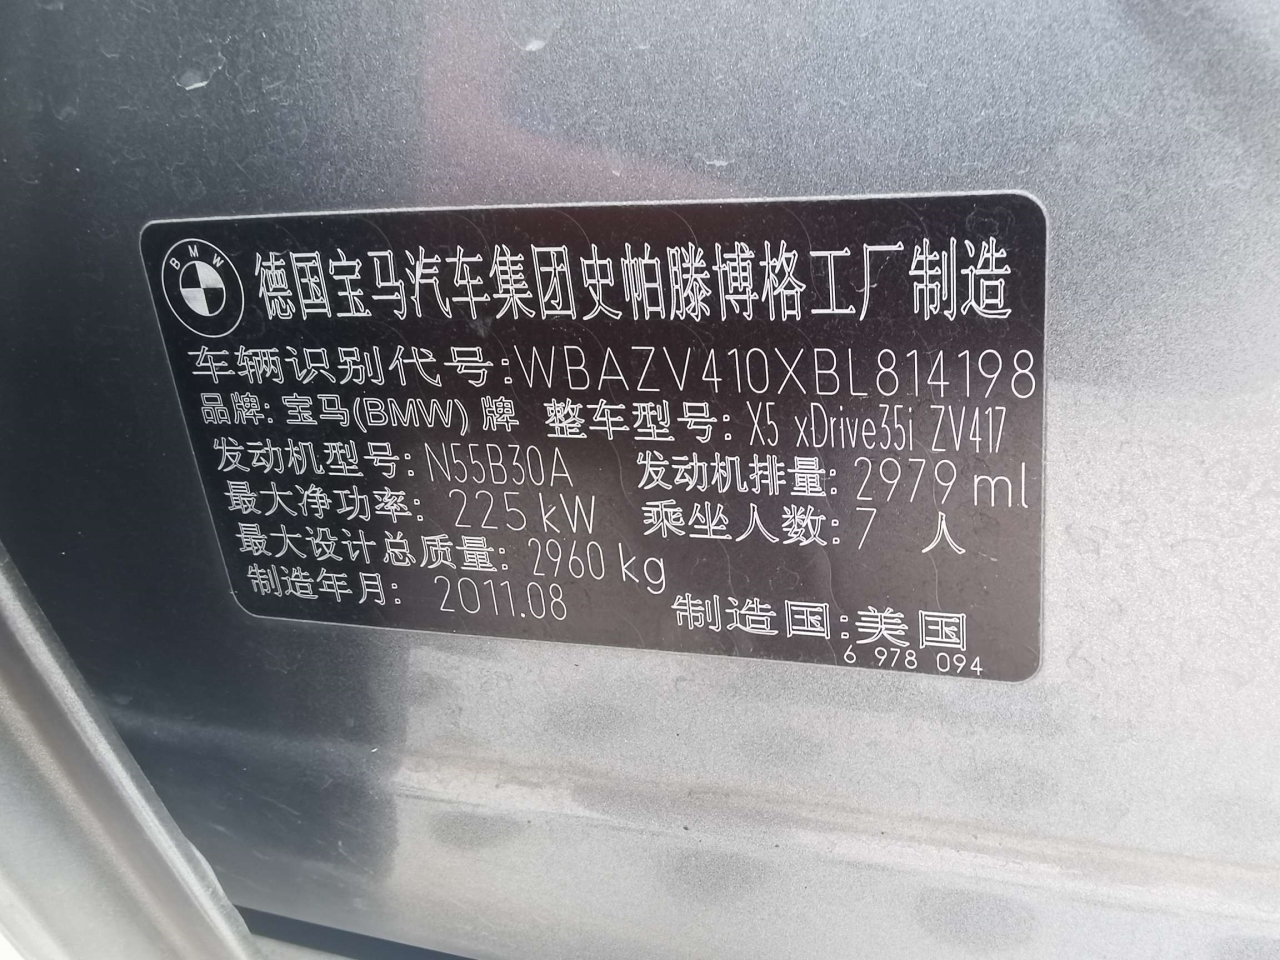 BMW
德国宝马汽车集团史帕滕博格工厂 制造
车辆识别代号:WBAZV410XBL814198
品牌: 宝马(BMW) 牌 整车型号: X5 xDrive35i ZV417
发动机型号: N55B30A 发动机排量: 2979 ml
最大净功率: 225 kW 乘坐人数: 7 人
最大设计总质量: 2960 kg
制造年月: 2011.08 制造国: 美国
6 978 094